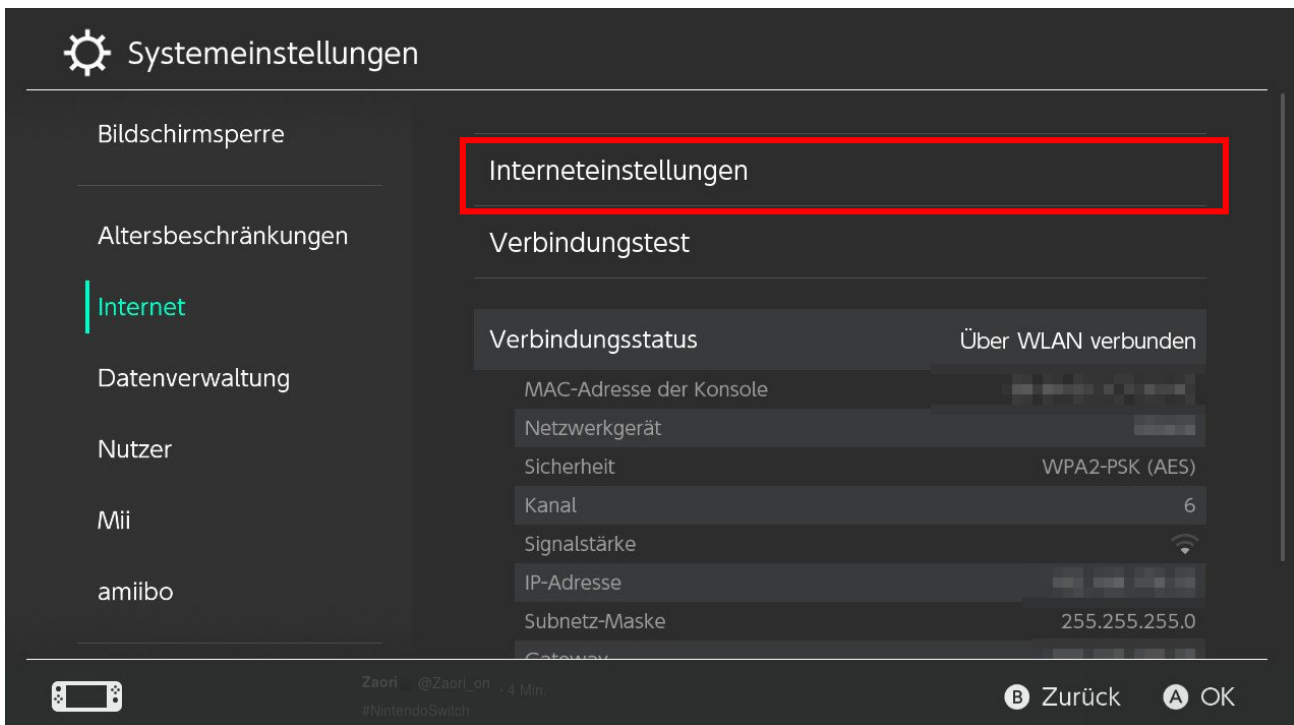 Systemeinstellungen
Bildschirmsperre
Altersbeschränkungen
Internet
Datenverwaltung
Nutzer
Mii
amiibo
Interneteinstellungen
Verbindungstest
Verbindungsstatus Über WLAN verbunden
MAC-Adresse der Konsole
Netzwerkgerät
Sicherheit WPA2-PSK (AES)
Kanal 6
Signalstärke
IP-Adresse
Subnetz-Maske 255.255.255.0
Gateway
Zaori @Zaori_on · 4 Min.
#NintendoSwitch
B Zurück A OK